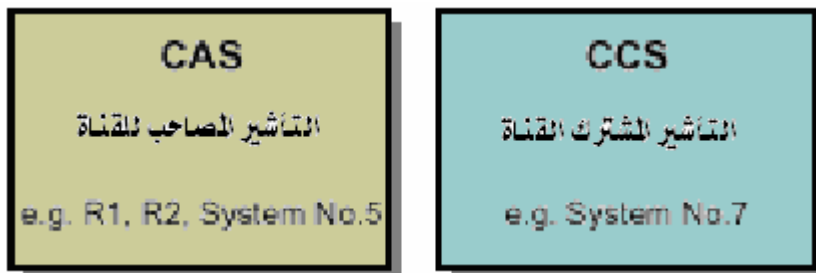 CAS
التأشير المصاحب للقناة
e.g. R1, R2, System No.5
CCS
التأشير المشترك القناة
e.g. System No.7